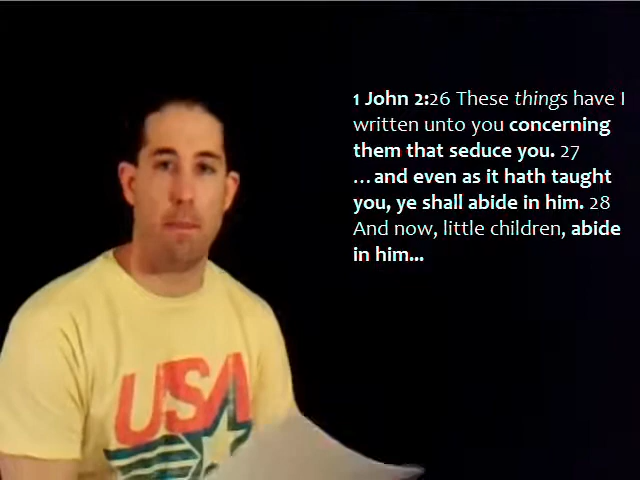 1 John 2:26 These things have I
written unto you concerning
them that seduce you. 27
...and even as it hath taught
you, ye shall abide in him. 28
And now, little children, abide
in him...
USA